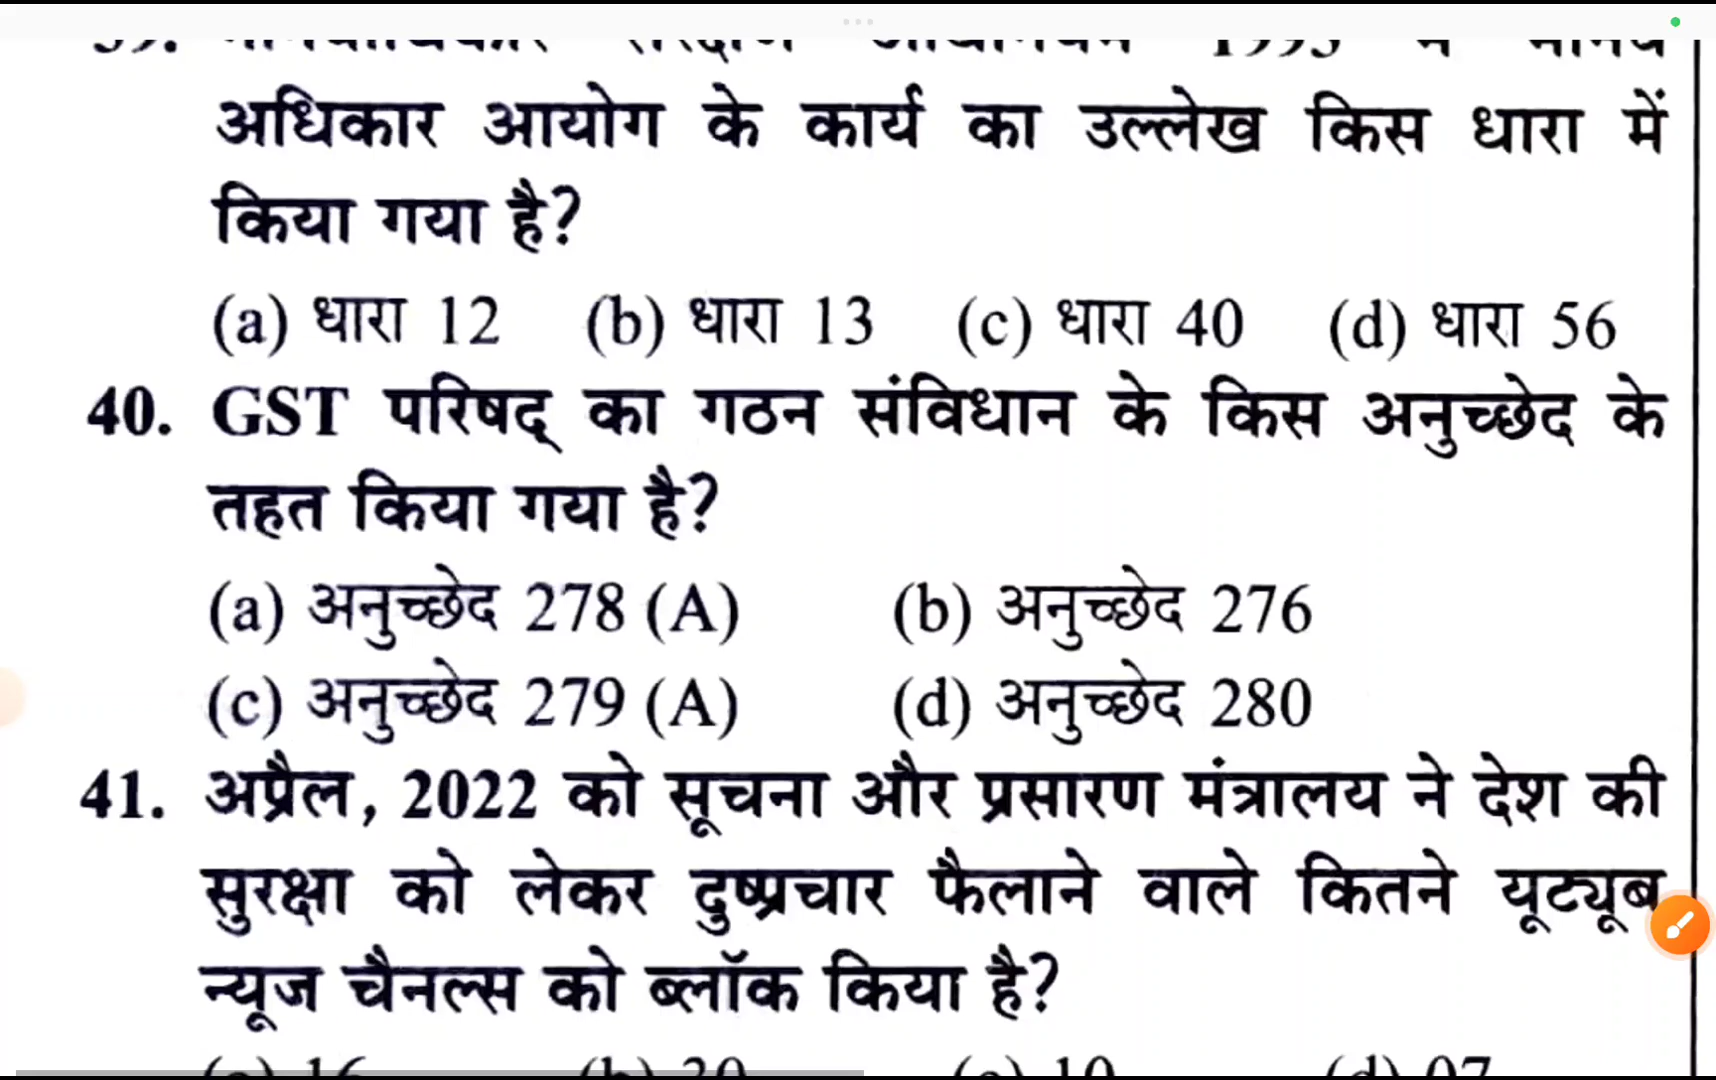 अधिकार आयोग के कार्य का उल्लेख किस धारा में
किया गया है?
(a) धारा 12 (b) धारा 13 (c) धारा 40 (d) धारा 56
40. GST परिषद् का गठन संविधान के किस अनुच्छेद के
तहत किया गया है?
(a) अनुच्छेद 278 (A) (b) अनुच्छेद 276
(c) अनुच्छेद 279 (A) (d) अनुच्छेद 280
41. अप्रैल, 2022 को सूचना और प्रसारण मंत्रालय ने देश की
सुरक्षा को लेकर दुष्प्रचार फैलाने वाले कितने यूट्यूब
न्यूज चैनल्स को ब्लॉक किया है?